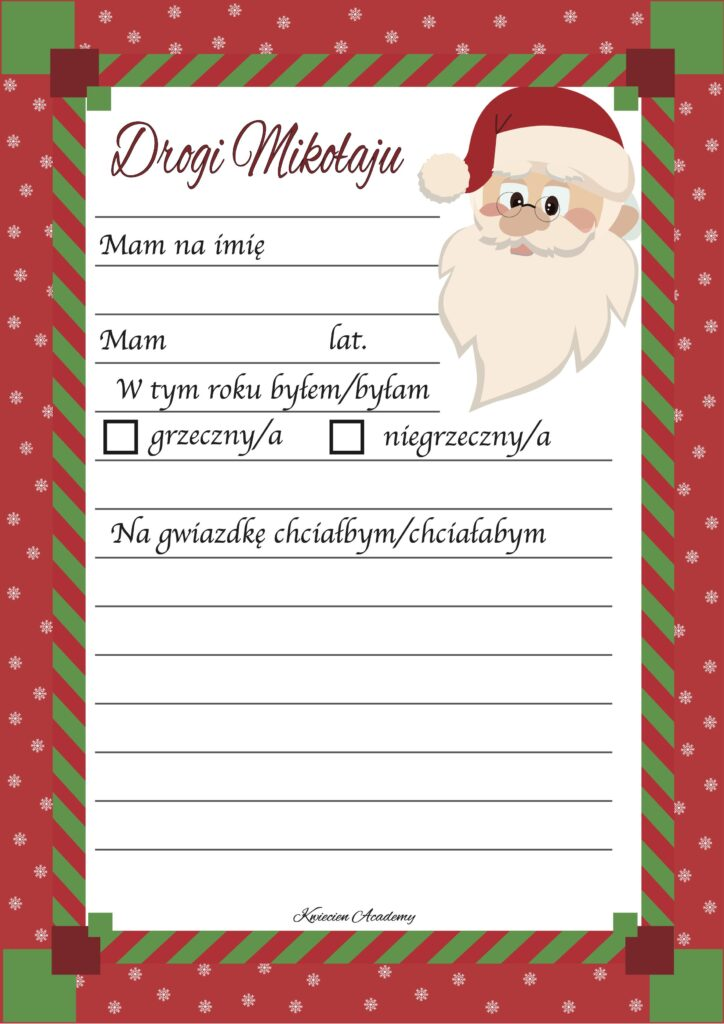 Drogi Mikołaju
Mam na imię
Mam lat.
W tym roku byłem/byłam
grzeczny/a niegrzeczny/a
Na gwiazdkę chciałbym/chciałabym
Kwiecien Academy